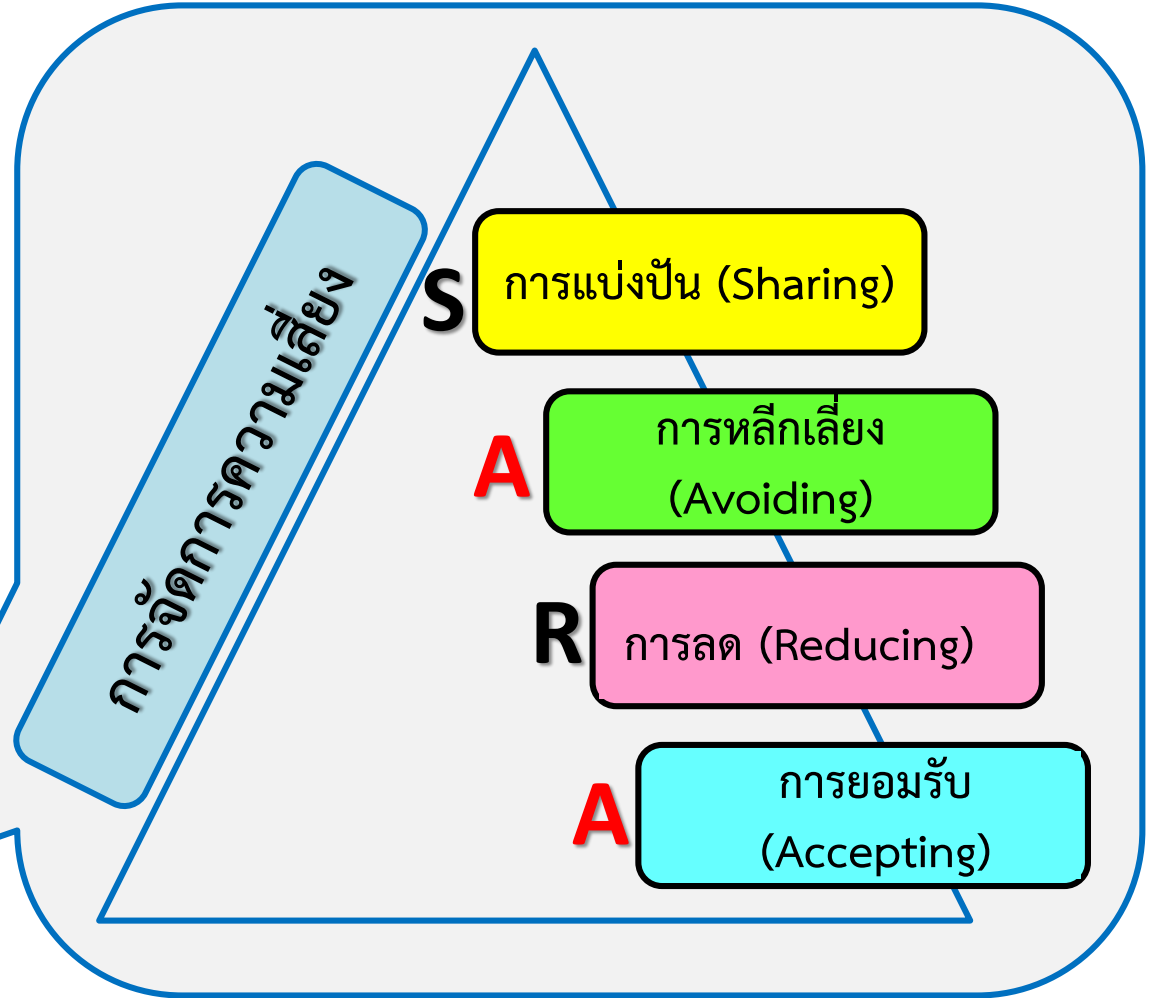 การจัดการความเสี่ยง
S
การแบ่งปัน (Sharing)
A
การหลีกเลี่ยง
(Avoiding)
R
การลด (Reducing)
A
การยอมรับ
(Accepting)